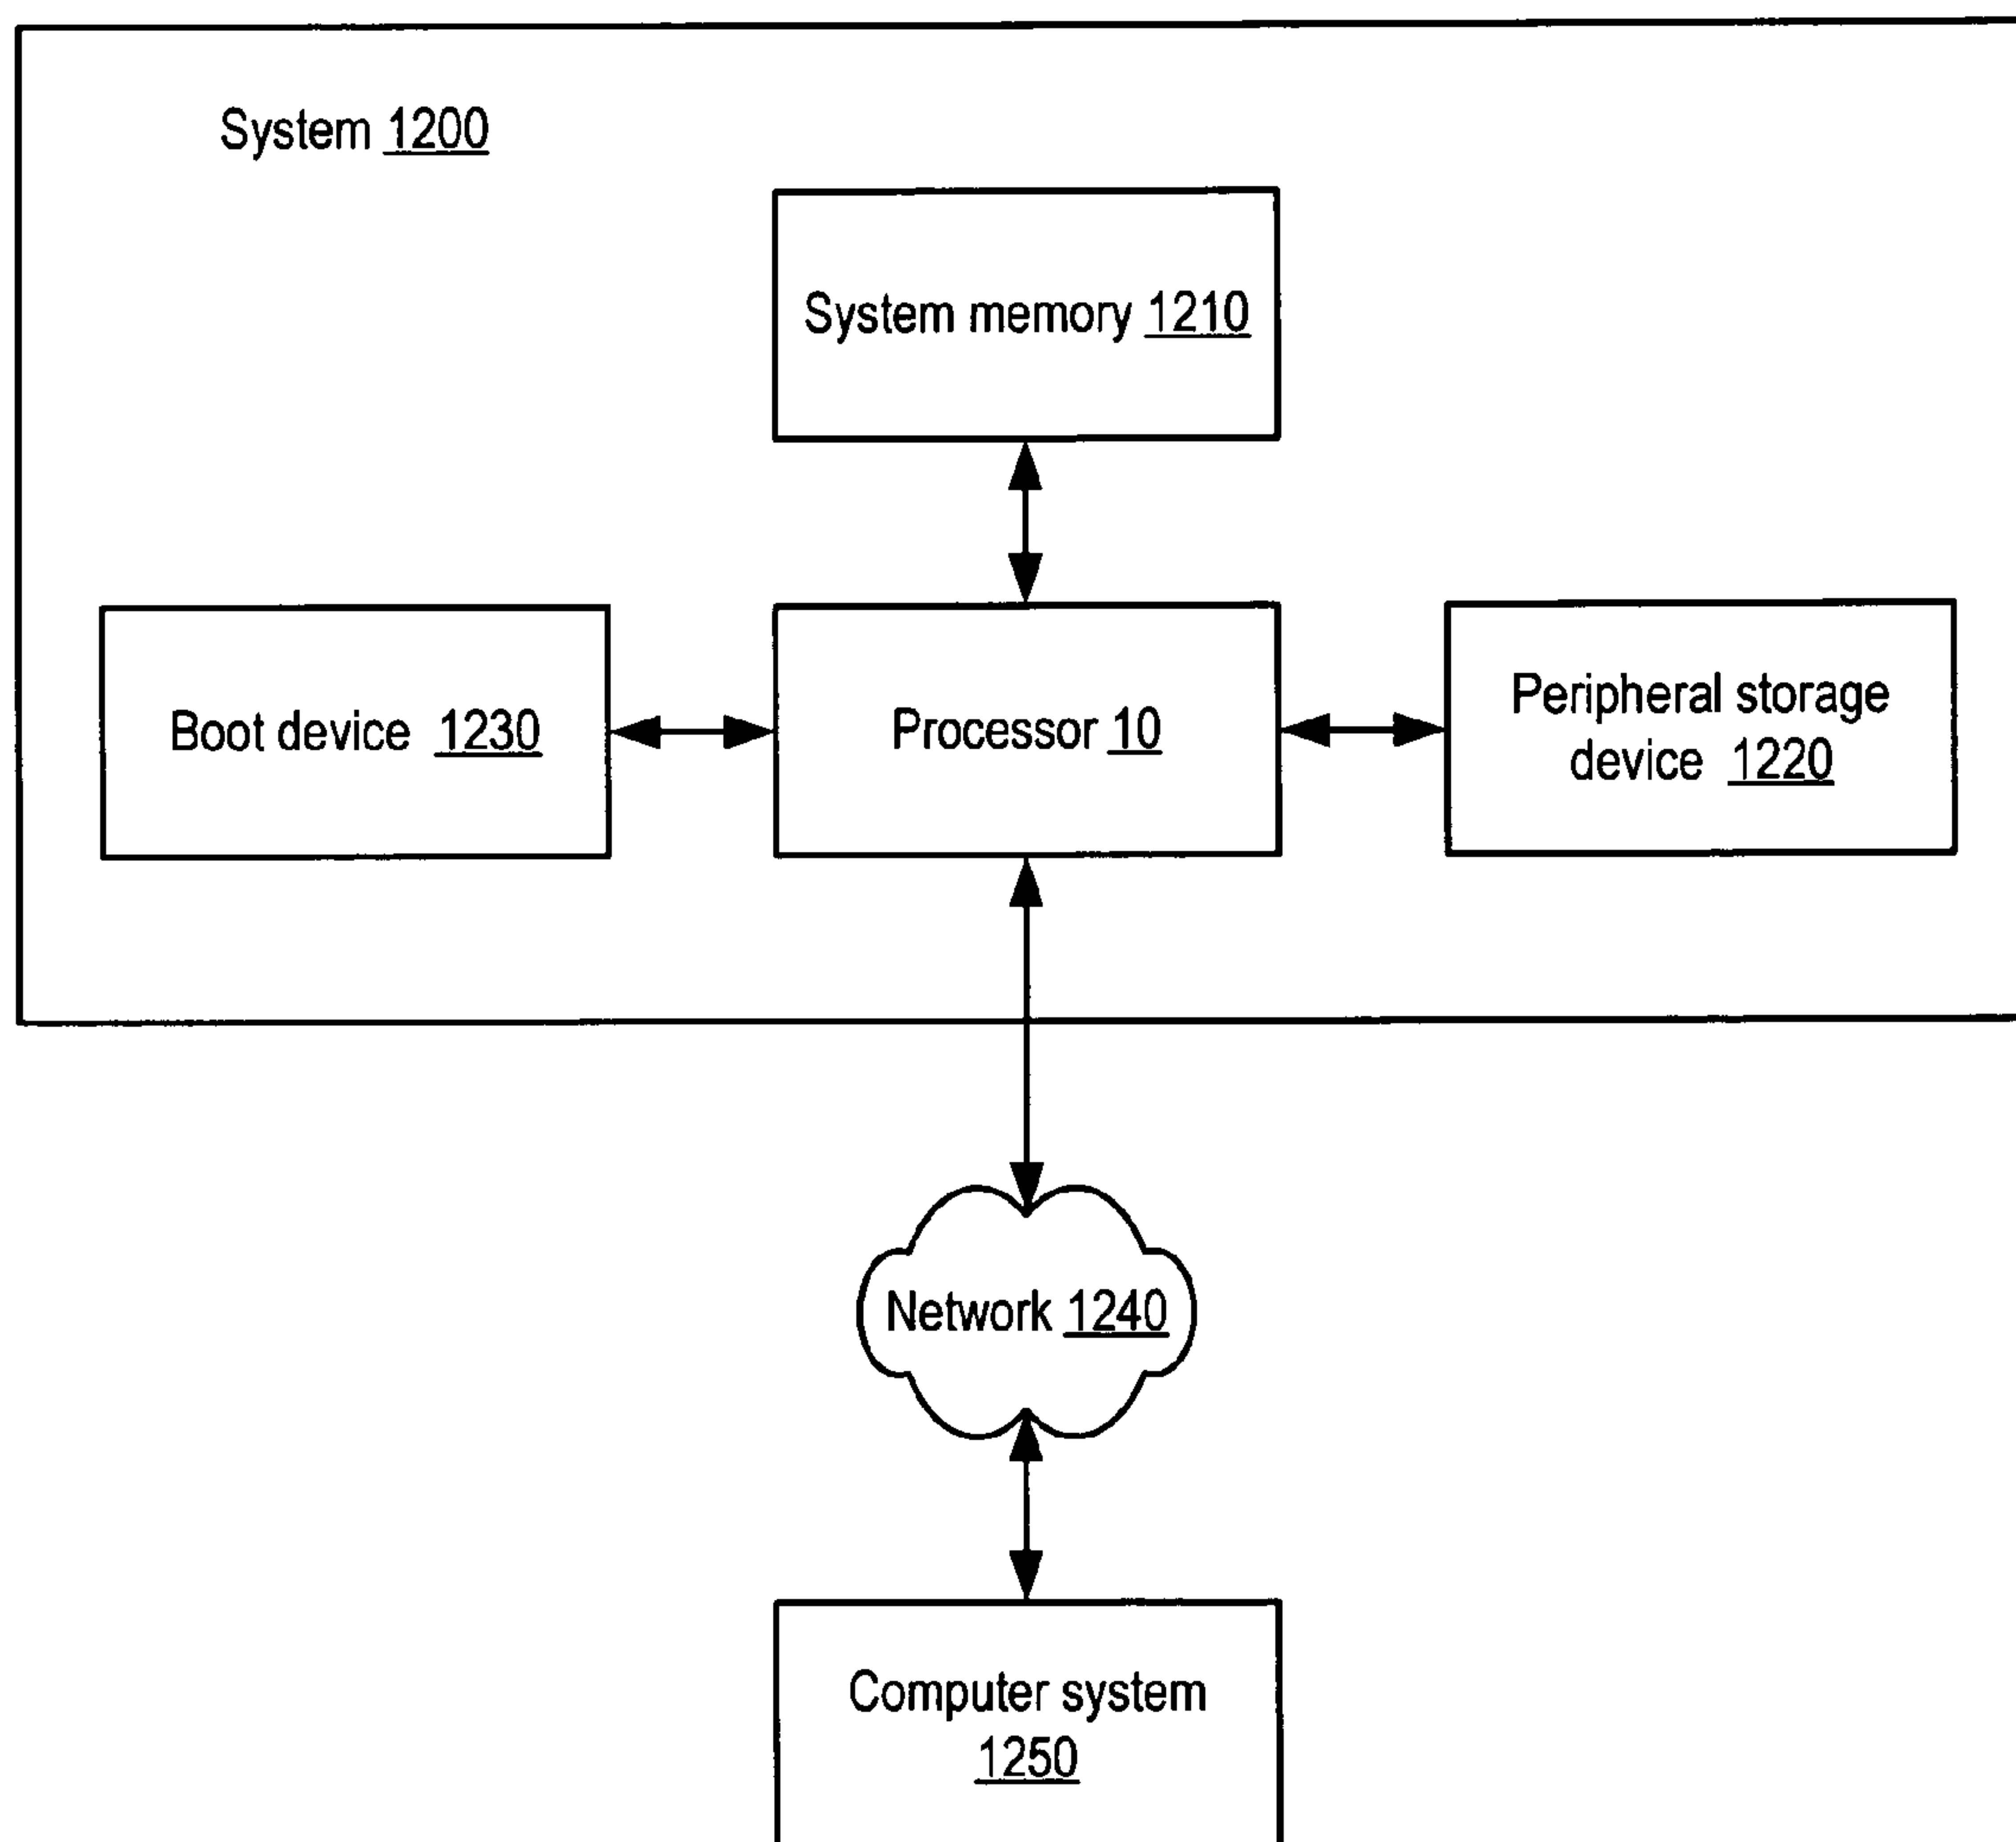 System 1200
System memory 1210
Boot device 1230
Processor 10
Peripheral storage
device 1220
Network 1240
Computer system
1250